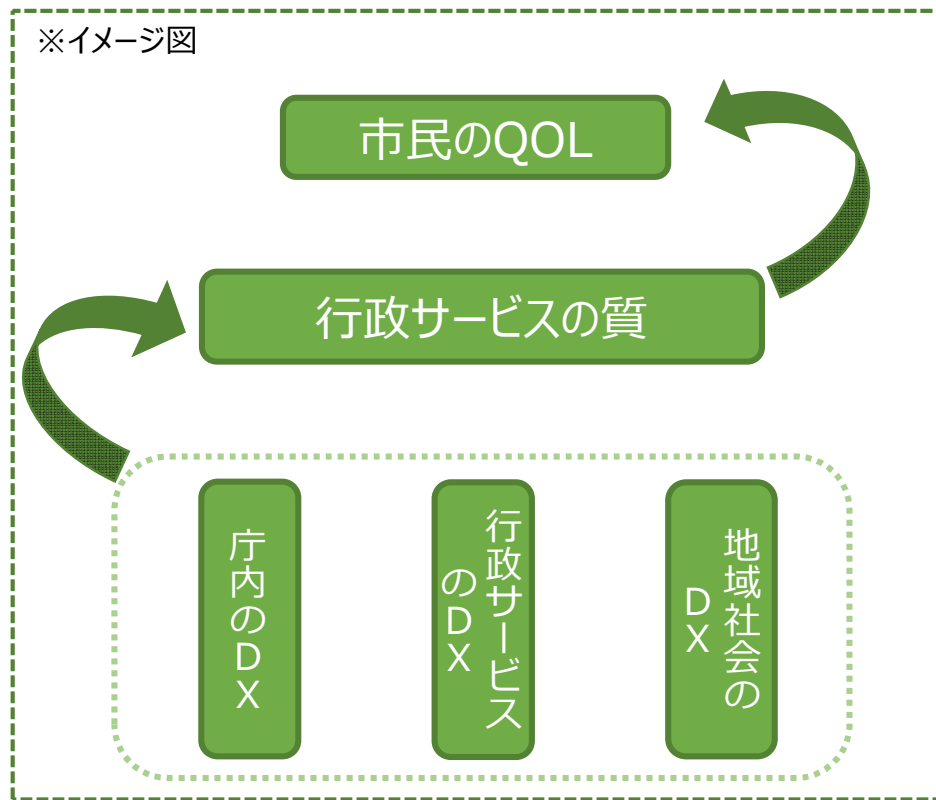 ※イメージ図
市民のQOL
行政サービスの質
庁内のDX
行政サービス
のDX
地域社会の
DX